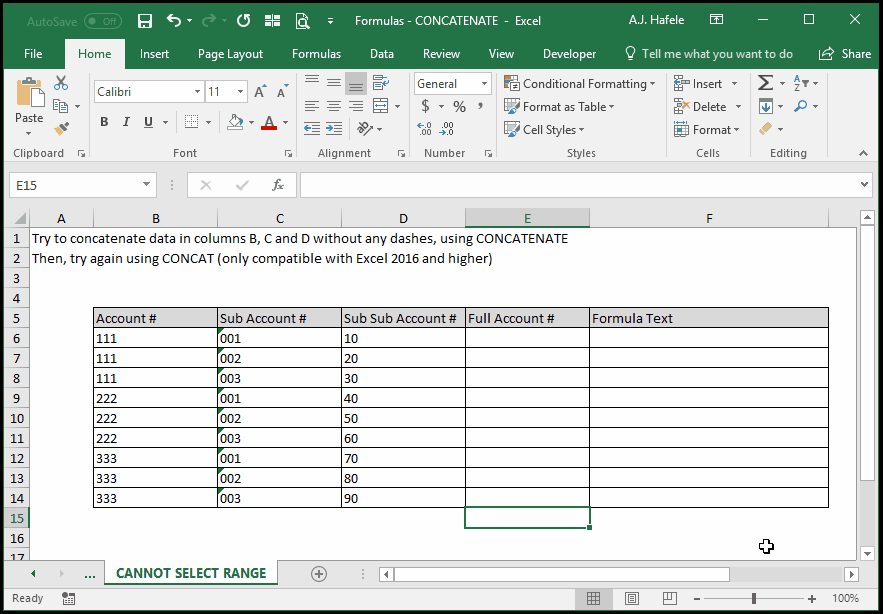 AutoSave Off Formulas - CONCATENATE - Excel A.J. Hafele
File Home Insert Page Layout Formulas Data Review View Developer Tell me what you want to do Share
Paste Calibri 11 General Conditional Formatting Insert
B I U $ % , Format as Table Delete
Cell Styles Format
Clipboard Font Alignment Number Styles Cells Editing
E15 fx
A B C D E F
1 Try to concatenate data in columns B, C and D without any dashes, using CONCATENATE
2 Then, try again using CONCAT (only compatible with Excel 2016 and higher)
3
4
5 Account # Sub Account # Sub Sub Account # Full Account # Formula Text
6 111 001 10
7 111 002 20
8 111 003 30
9 222 001 40
10 222 002 50
11 222 003 60
12 333 001 70
13 333 002 80
14 333 003 90
15
16
17
... CANNOT SELECT RANGE
Ready 100%